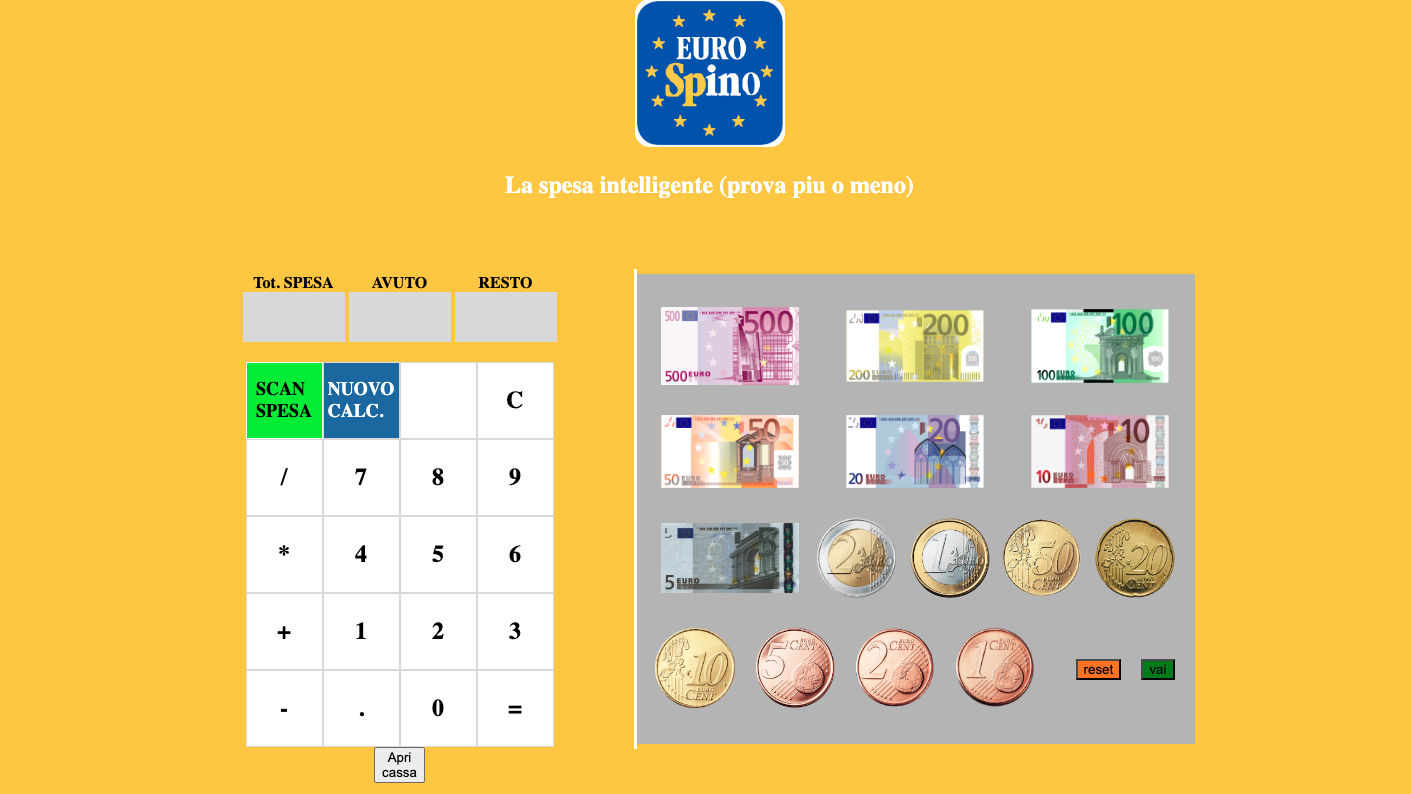 EURO
Spino
La spesa intelligente (prova piu o meno)
Tot. SPESA AVUTO RESTO
SCAN
SPESA
NUOVO
CALC.
C
/ 7 8 9
* 4 5 6
+ 1 2 3
- . 0 =
Apri
cassa
500 500
500 EURO
200
200
100
100 EURO
50
50 EURO
20
20 EURO
10
10 EURO
5 EURO
2 EURO
1 EURO
50
CENT
20
CENT
10
EURO
CENT
5
EURO
CENT
2
EURO
CENT
1
EURO
CENT
reset vai